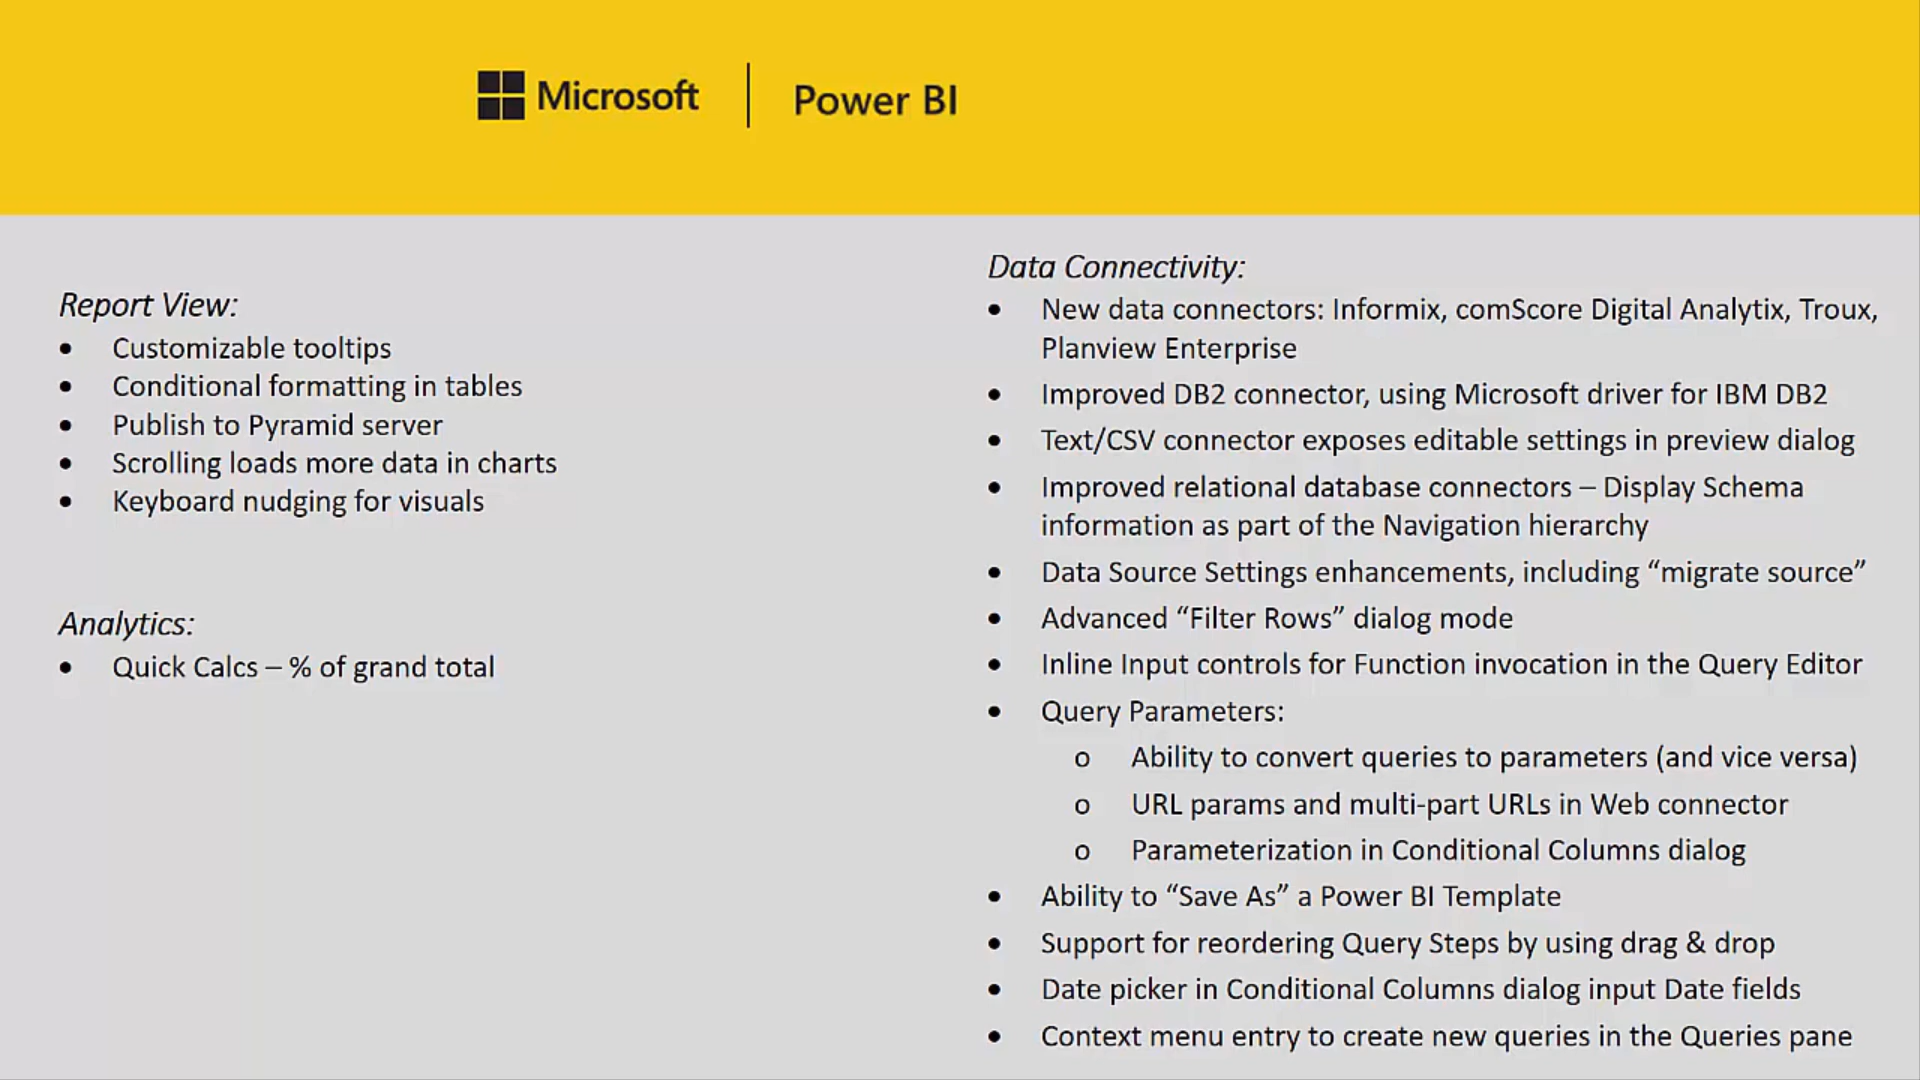 Microsoft
Power BI
Report View:
• Customizable tooltips
• Conditional formatting in tables
• Publish to Pyramid server
• Scrolling loads more data in charts
• Keyboard nudging for visuals
Analytics:
• Quick Calcs – % of grand total
Data Connectivity:
• New data connectors: Informix, comScore Digital Analytix, Troux,
Planview Enterprise
• Improved DB2 connector, using Microsoft driver for IBM DB2
• Text/CSV connector exposes editable settings in preview dialog
• Improved relational database connectors – Display Schema
information as part of the Navigation hierarchy
• Data Source Settings enhancements, including “migrate source”
• Advanced “Filter Rows” dialog mode
• Inline Input controls for Function invocation in the Query Editor
• Query Parameters:
o Ability to convert queries to parameters (and vice versa)
o URL params and multi-part URLs in Web connector
o Parameterization in Conditional Columns dialog
• Ability to “Save As” a Power BI Template
• Support for reordering Query Steps by using drag & drop
• Date picker in Conditional Columns dialog input Date fields
• Context menu entry to create new queries in the Queries pane